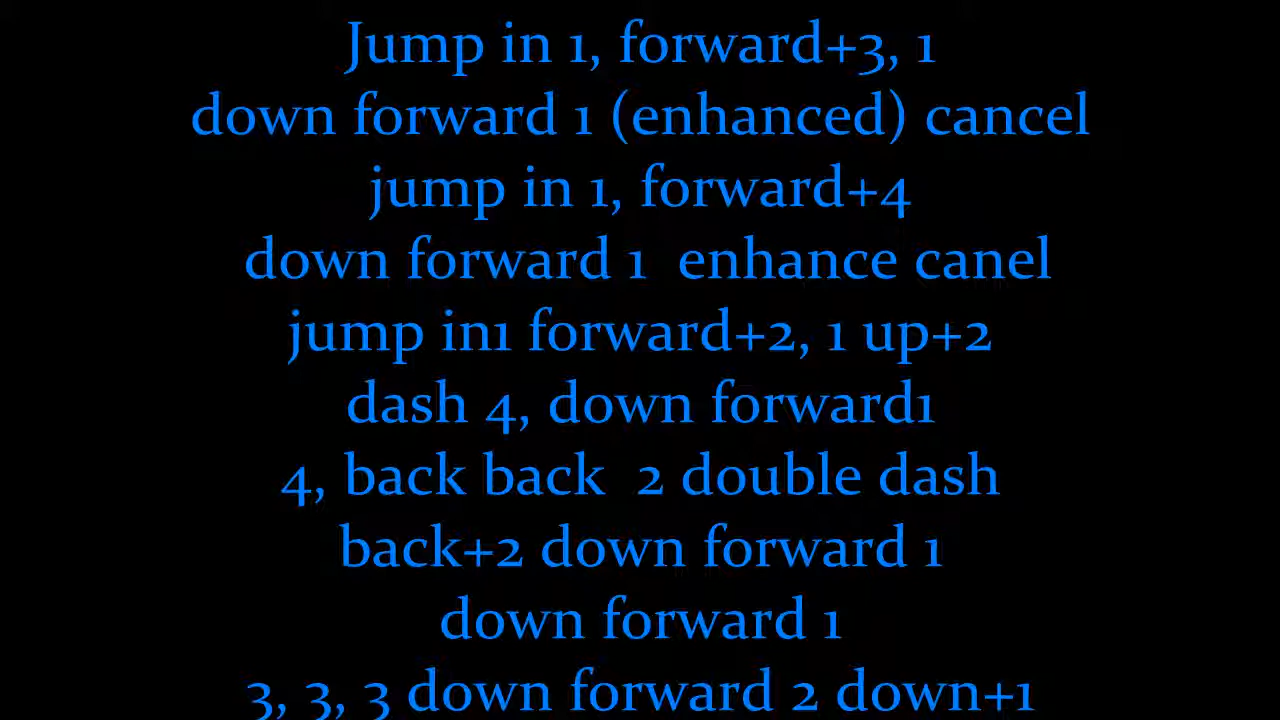 Jump in 1, forward+3, 1
down forward 1 (enhanced) cancel
jump in 1, forward+4
down forward 1 enhance canel
jump in1 forward+2, 1 up+2
dash 4, down forward1
4, back back 2 double dash
back+2 down forward 1
down forward 1
3, 3, 3 down forward 2 down+1